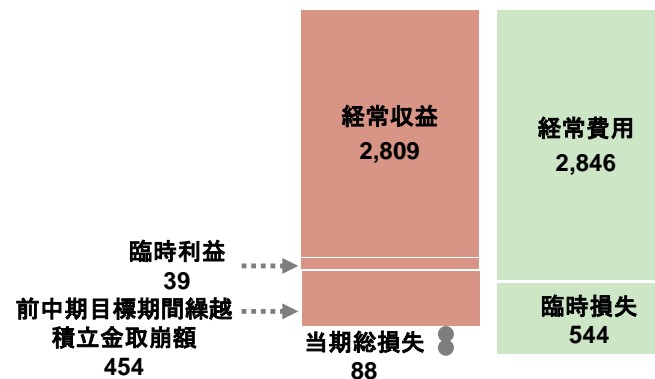 経常収益
2,809
経常費用
2,846
臨時利益
39
前中期目標期間繰越
積立金取崩額
454
臨時損失
544
当期総損失
88